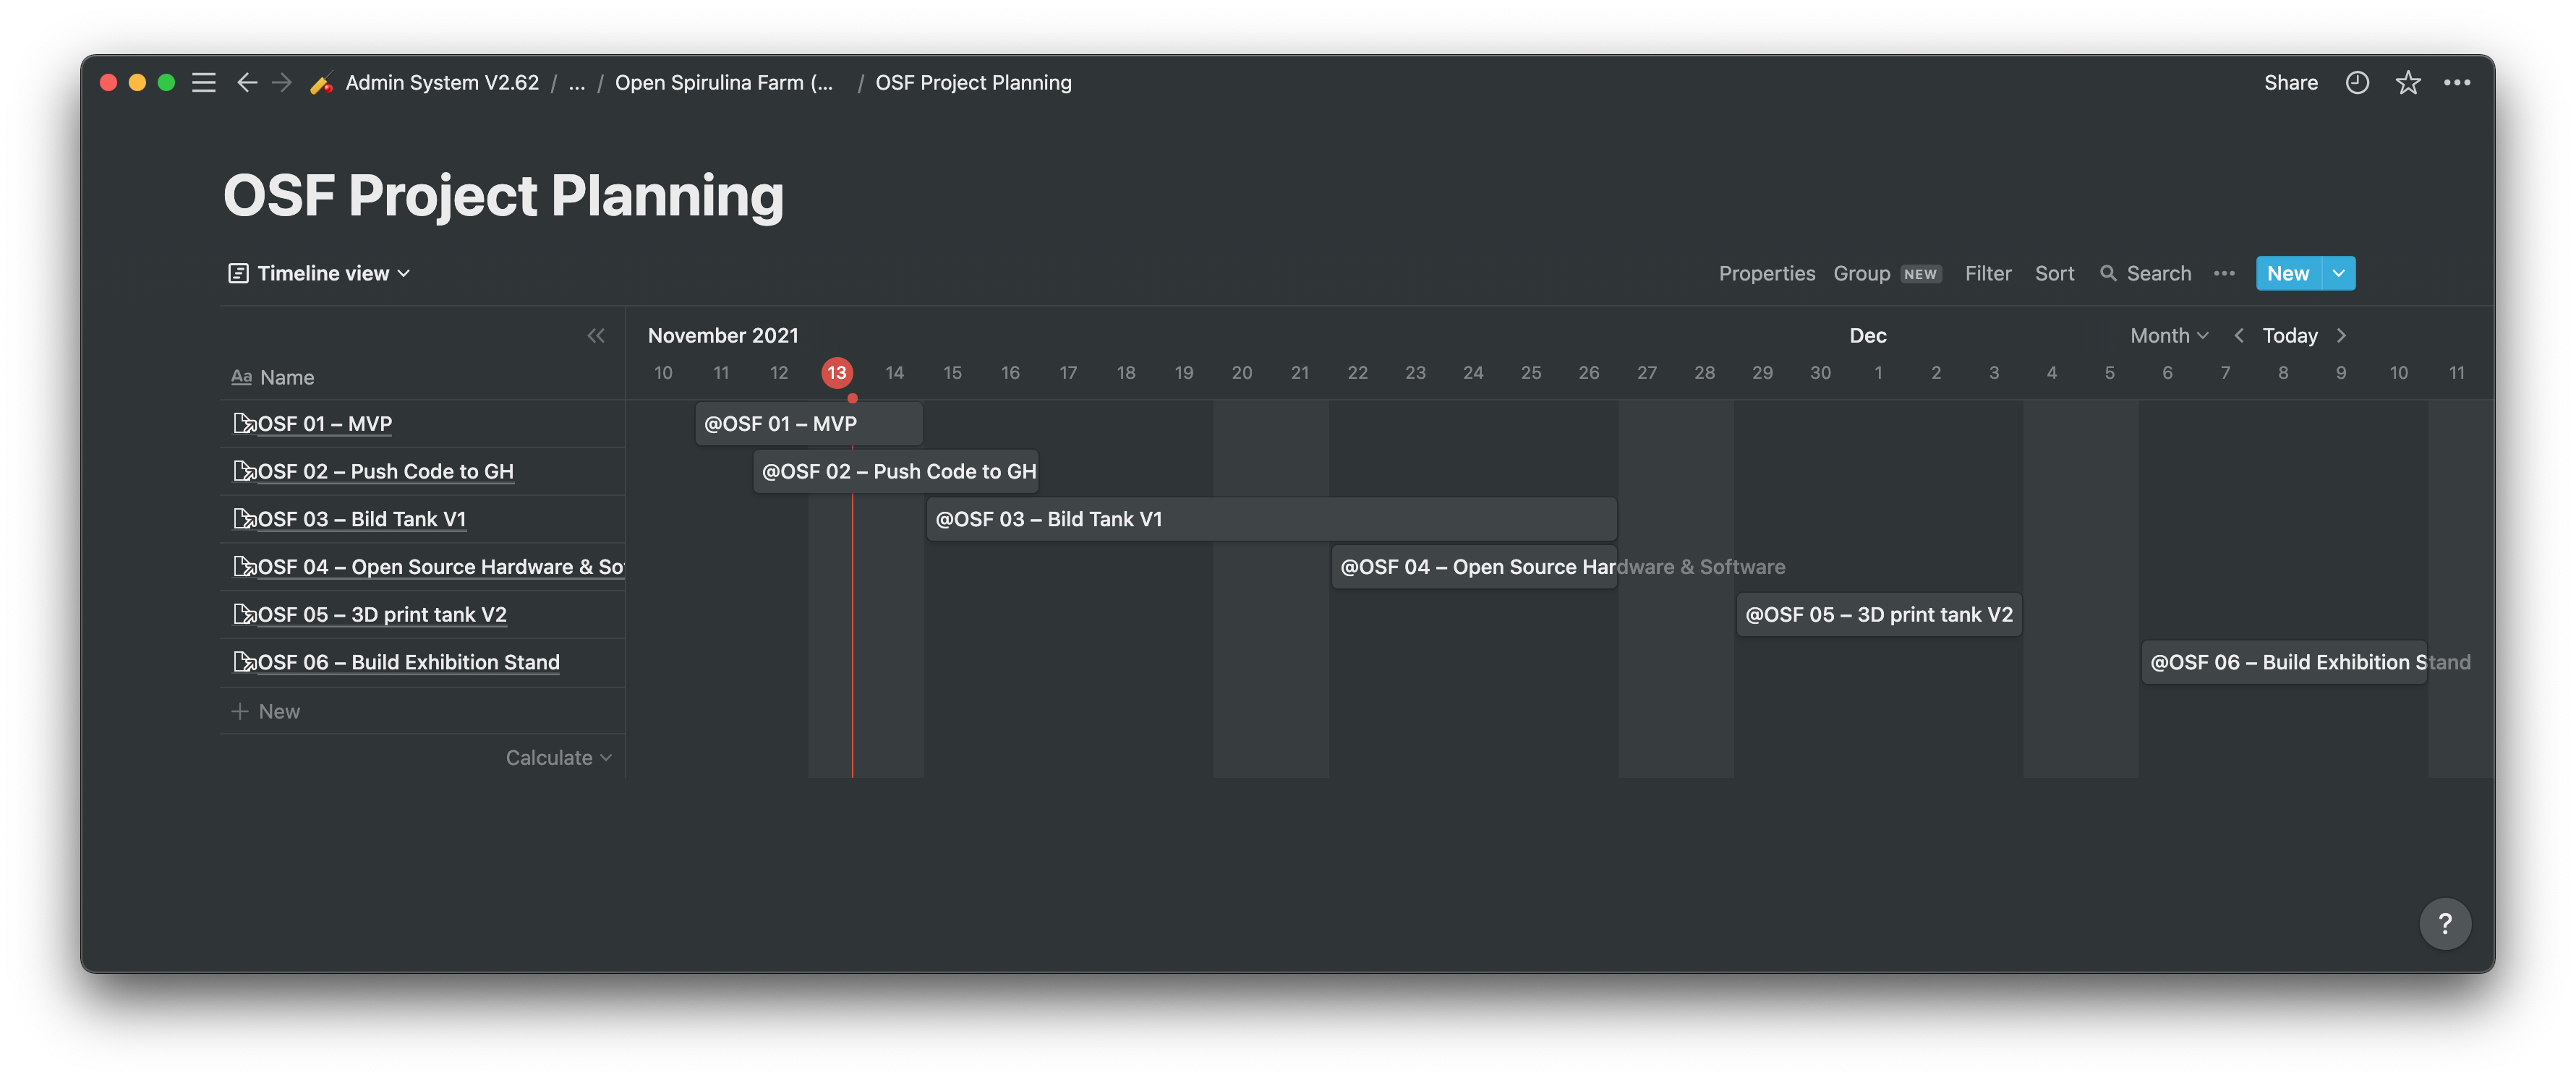 Admin System V2.62 / ... / Open Spirulina Farm (... / OSF Project Planning
Share
OSF Project Planning
Timeline view
Properties Group NEW Filter Sort Search ... New
November 2021 Dec Month Today
Aa Name
10 11 12 13 14 15 16 17 18 19 20 21 22 23 24 25 26 27 28 29 30 1 2 3 4 5 6 7 8 9 10 11
OSF 01 – MVP @OSF 01 – MVP
OSF 02 – Push Code to GH @OSF 02 – Push Code to GH
OSF 03 – Bild Tank V1 @OSF 03 – Bild Tank V1
OSF 04 – Open Source Hardware & So @OSF 04 – Open Source Hardware & Software
OSF 05 – 3D print tank V2 @OSF 05 – 3D print tank V2
OSF 06 – Build Exhibition Stand @OSF 06 – Build Exhibition Stand
+ New
Calculate
?